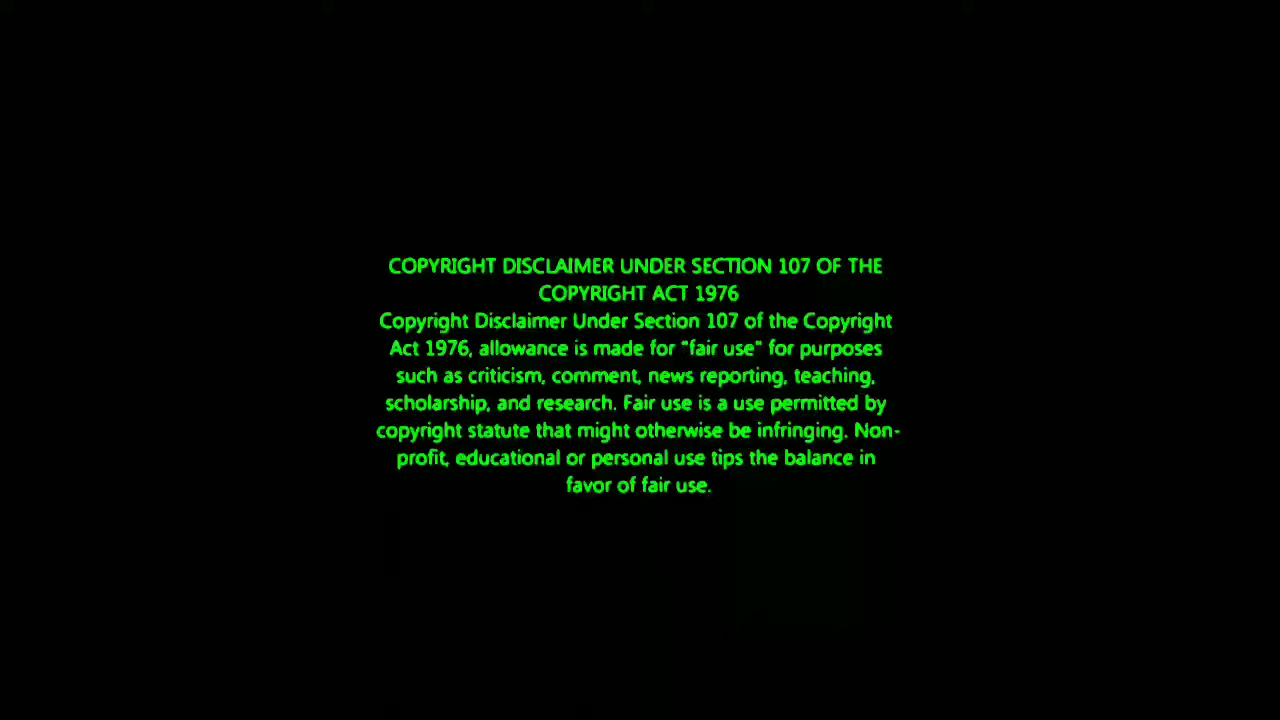 COPYRIGHT DISCLAIMER UNDER SECTION 107 OF THE
COPYRIGHT ACT 1976
Copyright Disclaimer Under Section 107 of the Copyright
Act 1976, allowance is made for "fair use" for purposes
such as criticism, comment, news reporting, teaching,
scholarship, and research. Fair use is a use permitted by
copyright statute that might otherwise be infringing. Non-
profit, educational or personal use tips the balance in
favor of fair use.